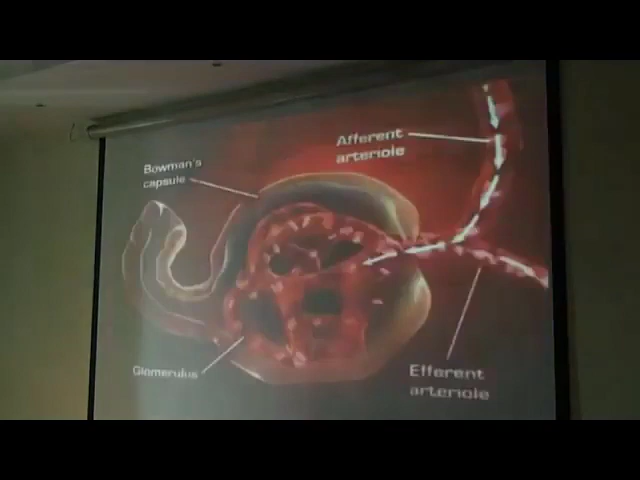 Afferent
arteriole
Bowman's
capsule
Glomerulus
Efferent
arteriole